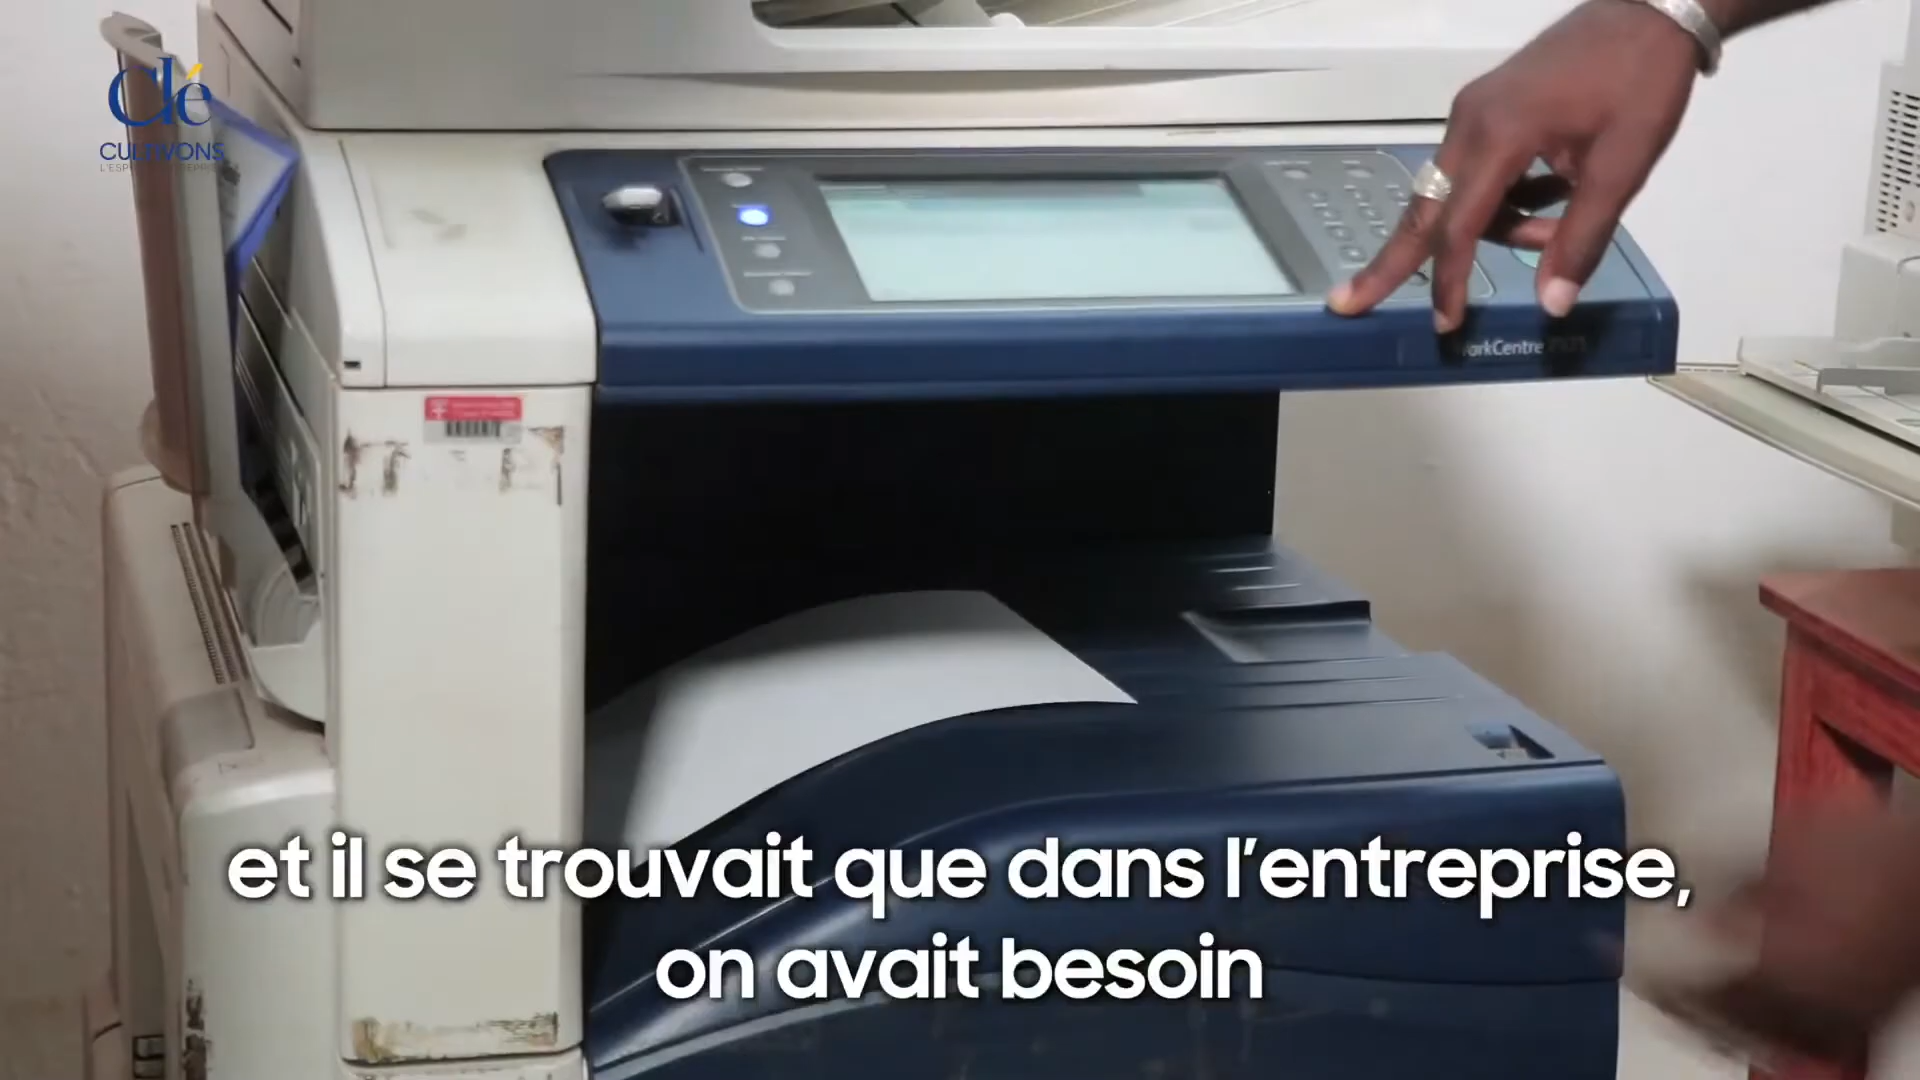 Clé
CULTIVONS
WorkCentre
et il se trouvait que dans l’entreprise,
on avait besoin